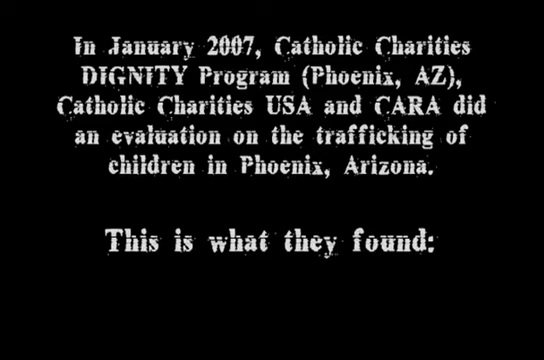 In January 2007, Catholic Charities
DIGNITY Program (Phoenix, AZ),
Catholic Charities USA and CARA did
an evaluation on the trafficking of
children in Phoenix, Arizona.
This is what they found: